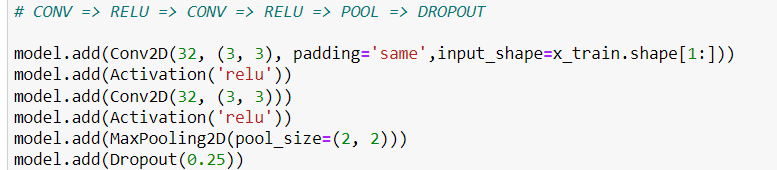 # CONV => RELU => CONV => RELU => POOL => DROPOUT
model.add(Conv2D(32, (3, 3), padding='same',input_shape=x_train.shape[1:]))
model.add(Activation('relu'))
model.add(Conv2D(32, (3, 3)))
model.add(Activation('relu'))
model.add(MaxPooling2D(pool_size=(2, 2)))
model.add(Dropout(0.25))